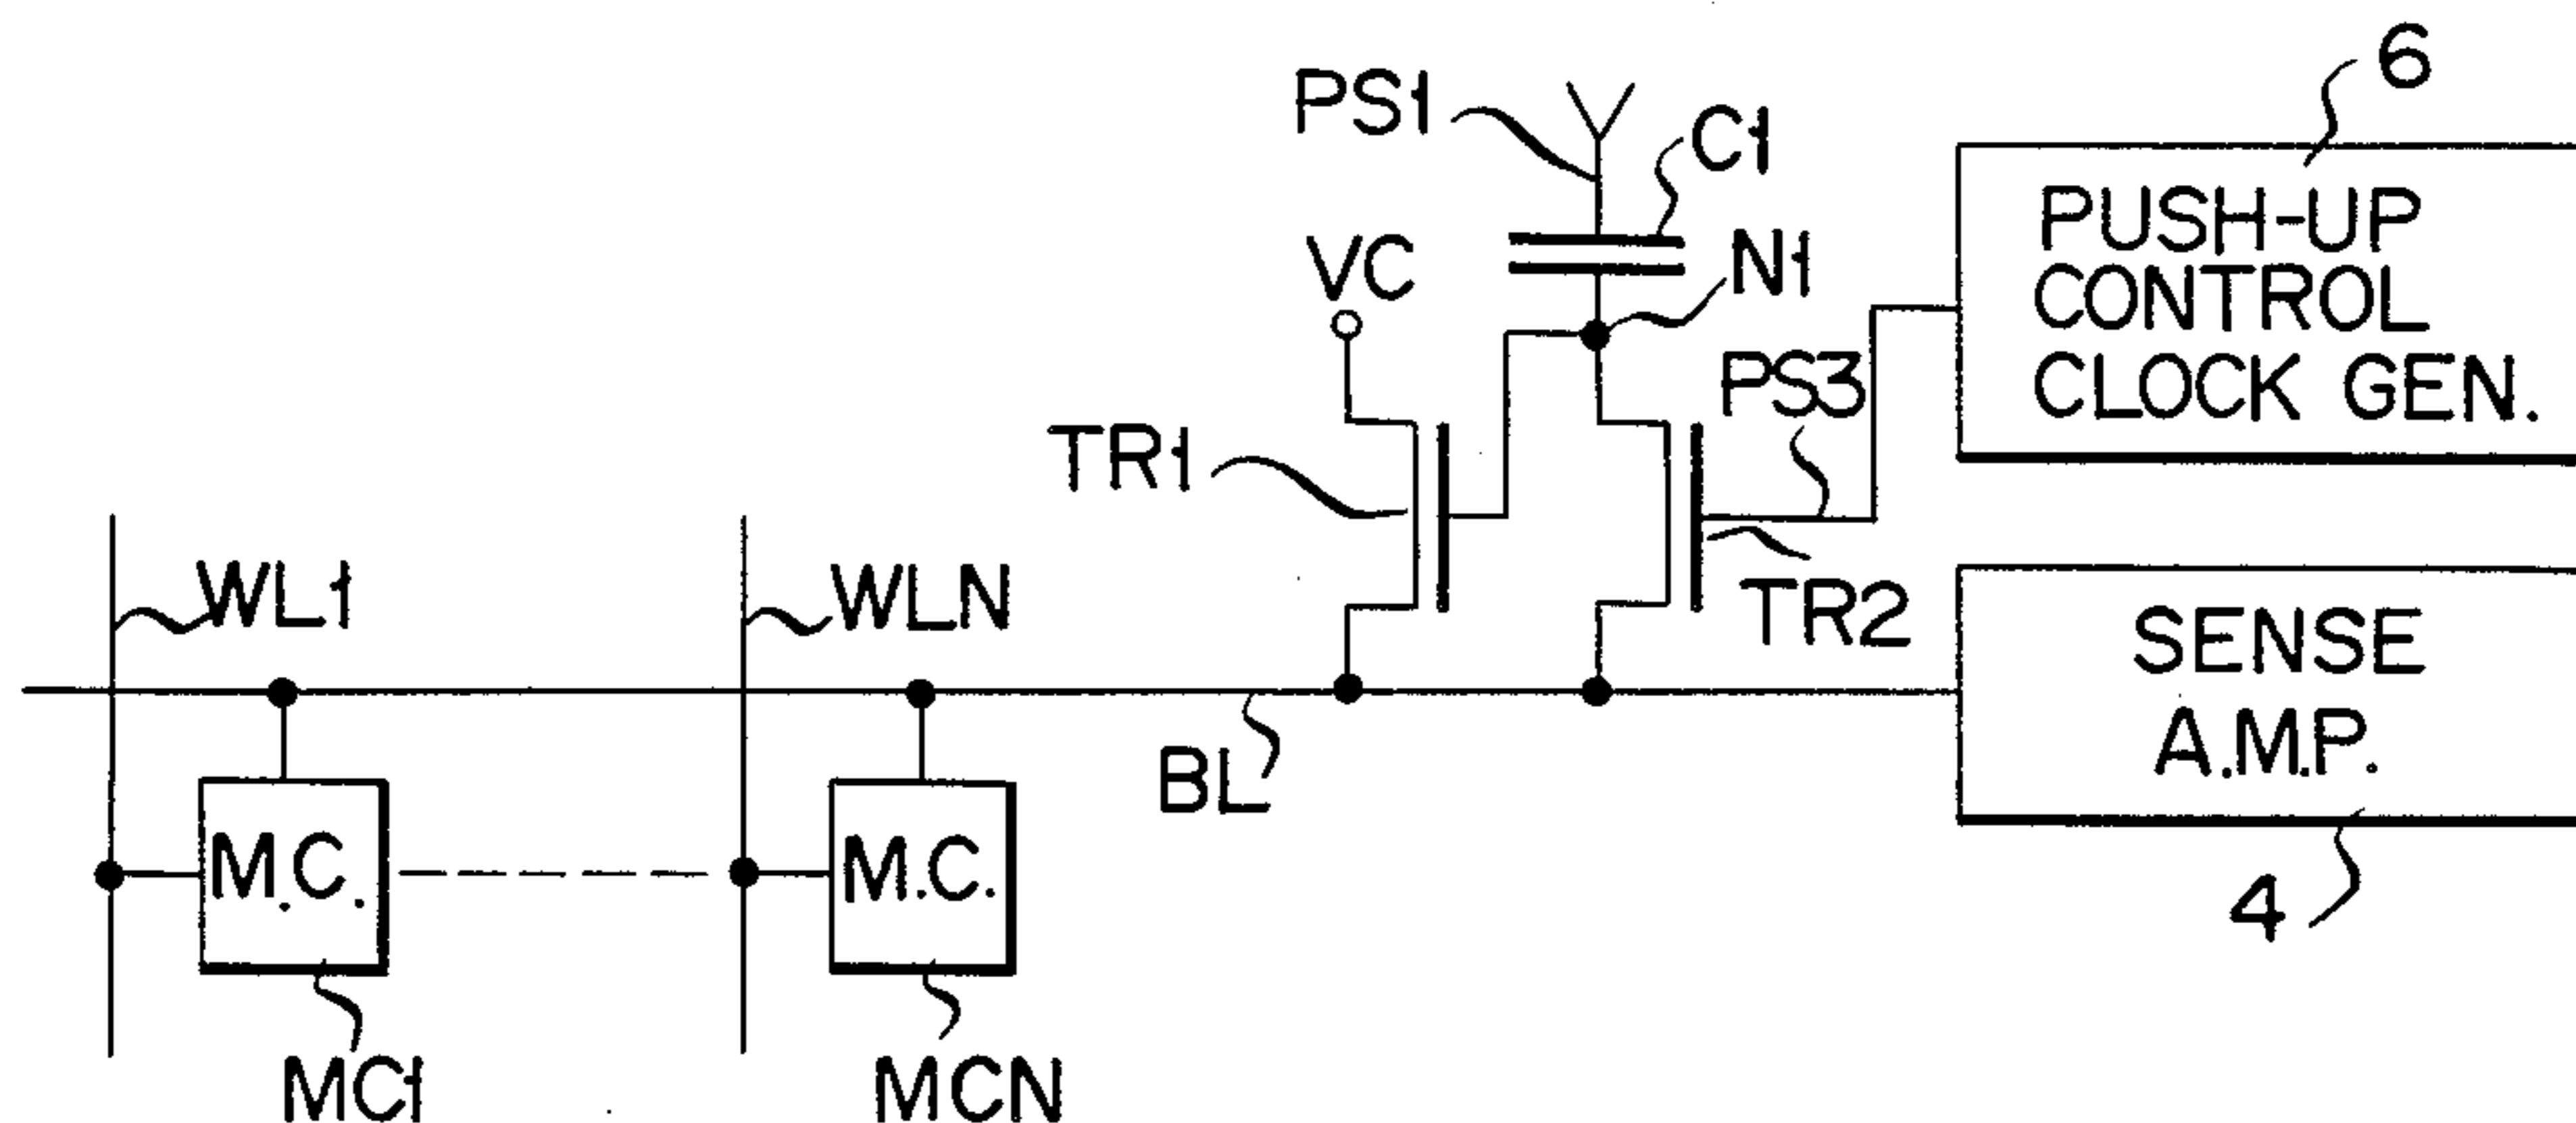 6
PS1
C1
PUSH-UP
CONTROL
CLOCK GEN.
VC
N1
PS3
TR1
TR2
WL1
WLN
SENSE
A.M.P.
BL
M.C.
M.C.
4
MC1
MCN